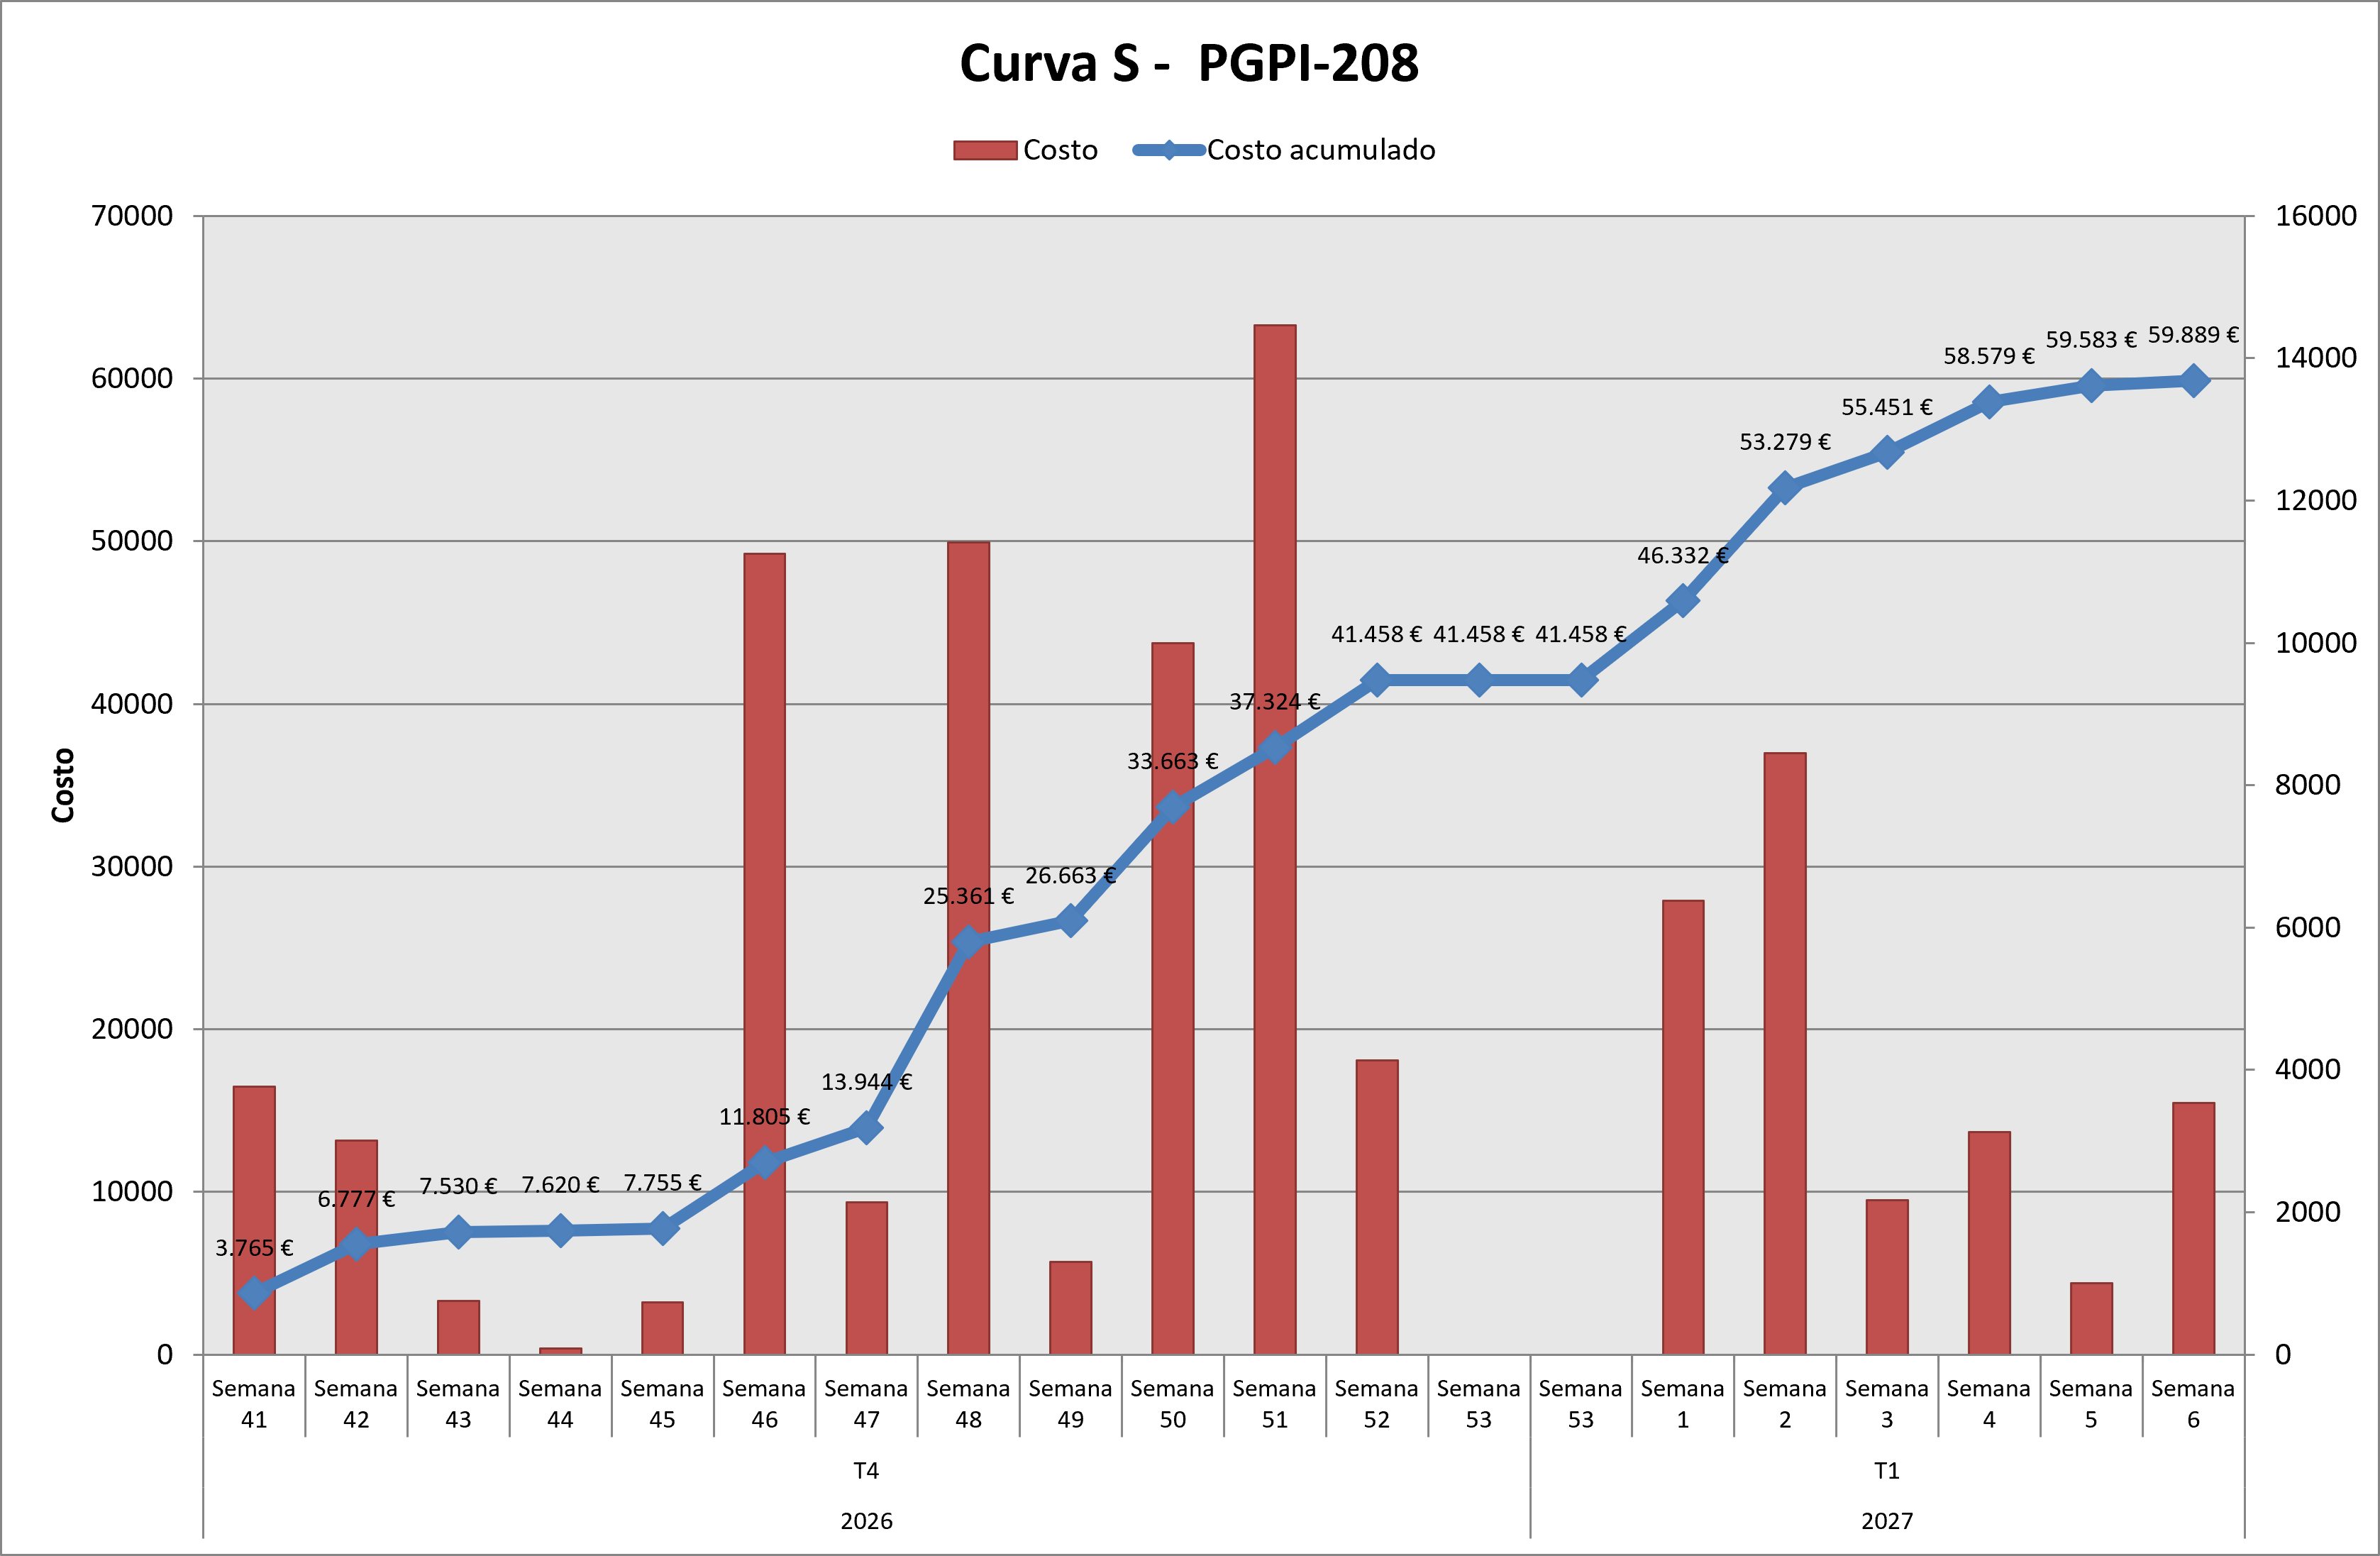 Curva S -  PGPI-208
Costo
Costo acumulado
70000
60000
50000
40000
30000
20000
10000
0
Costo
16000
14000
12000
10000
8000
6000
4000
2000
0
3.765 €
6.777 €
7.530 €
7.620 €
7.755 €
11.805 €
13.944 €
25.361 €
26.663 €
33.663 €
37.324 €
41.458 €
41.458 €
41.458 €
46.332 €
53.279 €
55.451 €
58.579 €
59.583 €
59.889 €
Semana 41
Semana 42
Semana 43
Semana 44
Semana 45
Semana 46
Semana 47
Semana 48
Semana 49
Semana 50
Semana 51
Semana 52
Semana 53
Semana 53
Semana 1
Semana 2
Semana 3
Semana 4
Semana 5
Semana 6
T4
T1
2026
2027